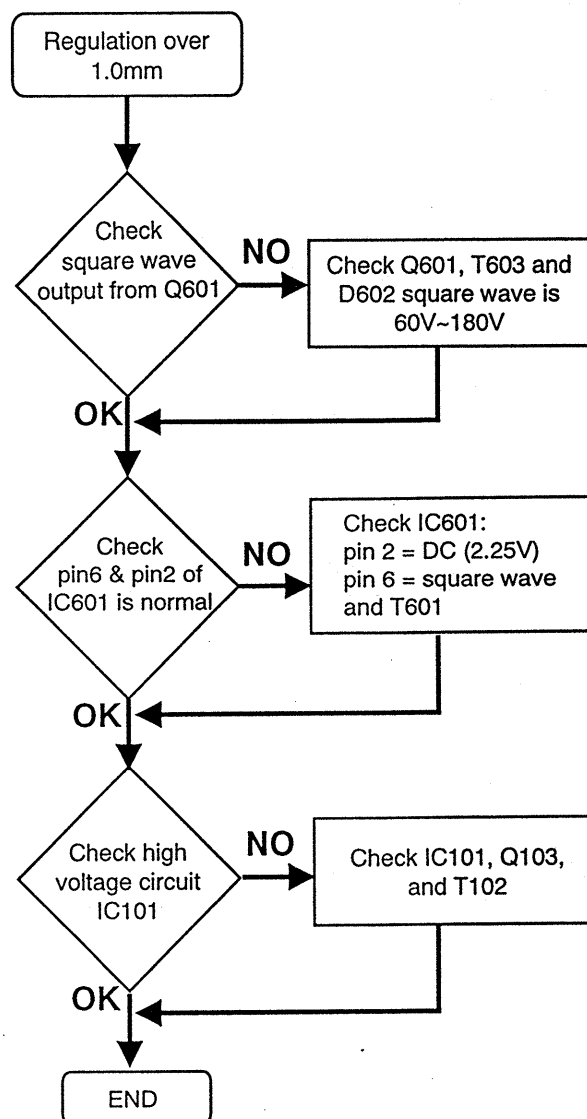 Regulation over
1.0mm
Check
square wave
output from Q601
NO
Check Q601, T603 and
D602 square wave is
60V~180V
OK
Check
pin6 & pin2 of
IC601 is normal
NO
Check IC601:
pin 2 = DC (2.25V)
pin 6 = square wave
and T601
OK
Check high
voltage circuit
IC101
NO
Check IC101, Q103,
and T102
OK
END